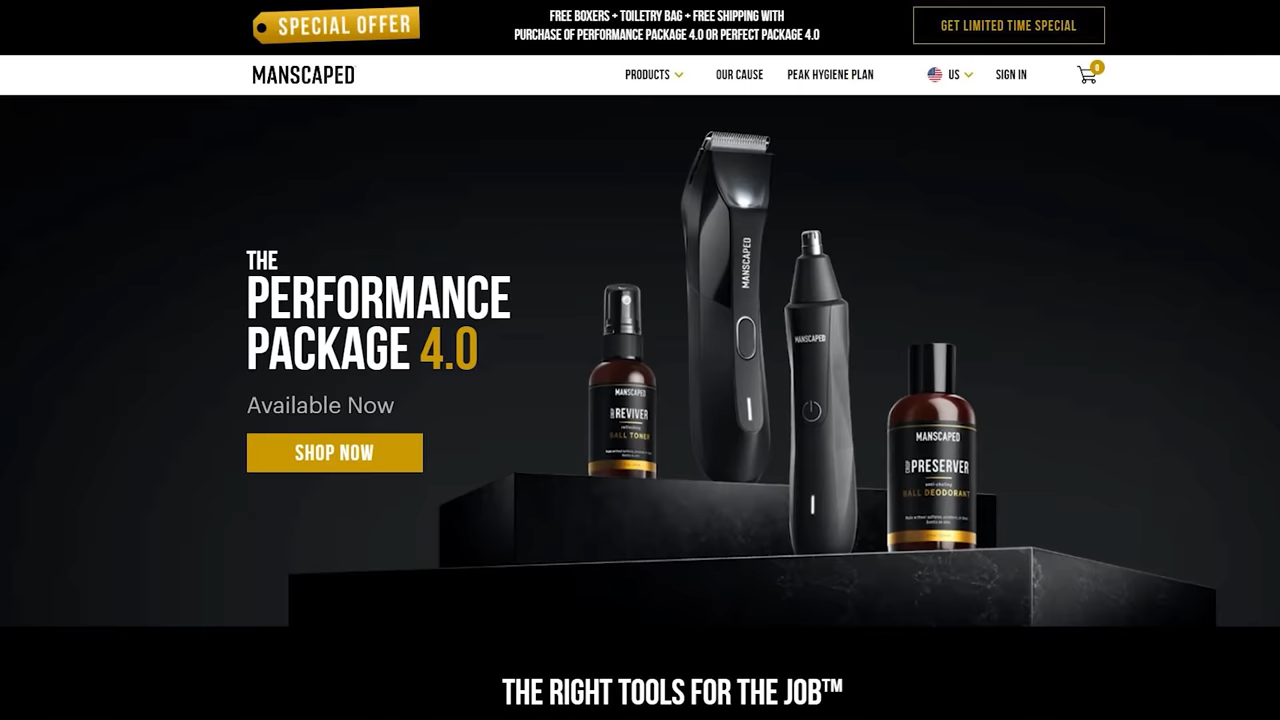 SPECIAL OFFER
FREE BOXERS + TOILETRY BAG + FREE SHIPPING WITH
PURCHASE OF PERFORMANCE PACKAGE 4.0 OR PERFECT PACKAGE 4.0
GET LIMITED TIME SPECIAL
MANSCAPED
PRODUCTS
OUR CAUSE
PEAK HYGIENE PLAN
US
SIGN IN
0
THE
PERFORMANCE
PACKAGE 4.0
Available Now
SHOP NOW
MANSCAPED
REVIVER
refreshing
BALL TONER
MANSCAPED
MANSCAPED
MANSCAPED
PRESERVER
anti-chafing
BALL DEODORANT
THE RIGHT TOOLS FOR THE JOB™